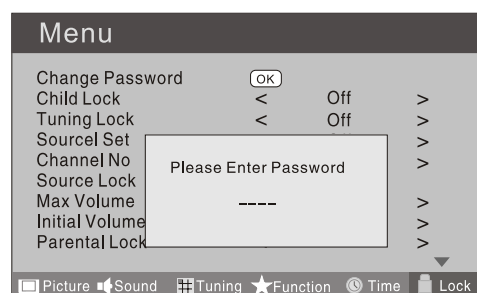 Menu
Change Password OK
Child Lock < Off >
Tuning Lock < Off >
Sourcel Set >
Channel No >
Source Lock
Max Volume >
Initial Volume >
Parental Lock >
Please Enter Password
----
Picture Sound Tuning Function Time Lock